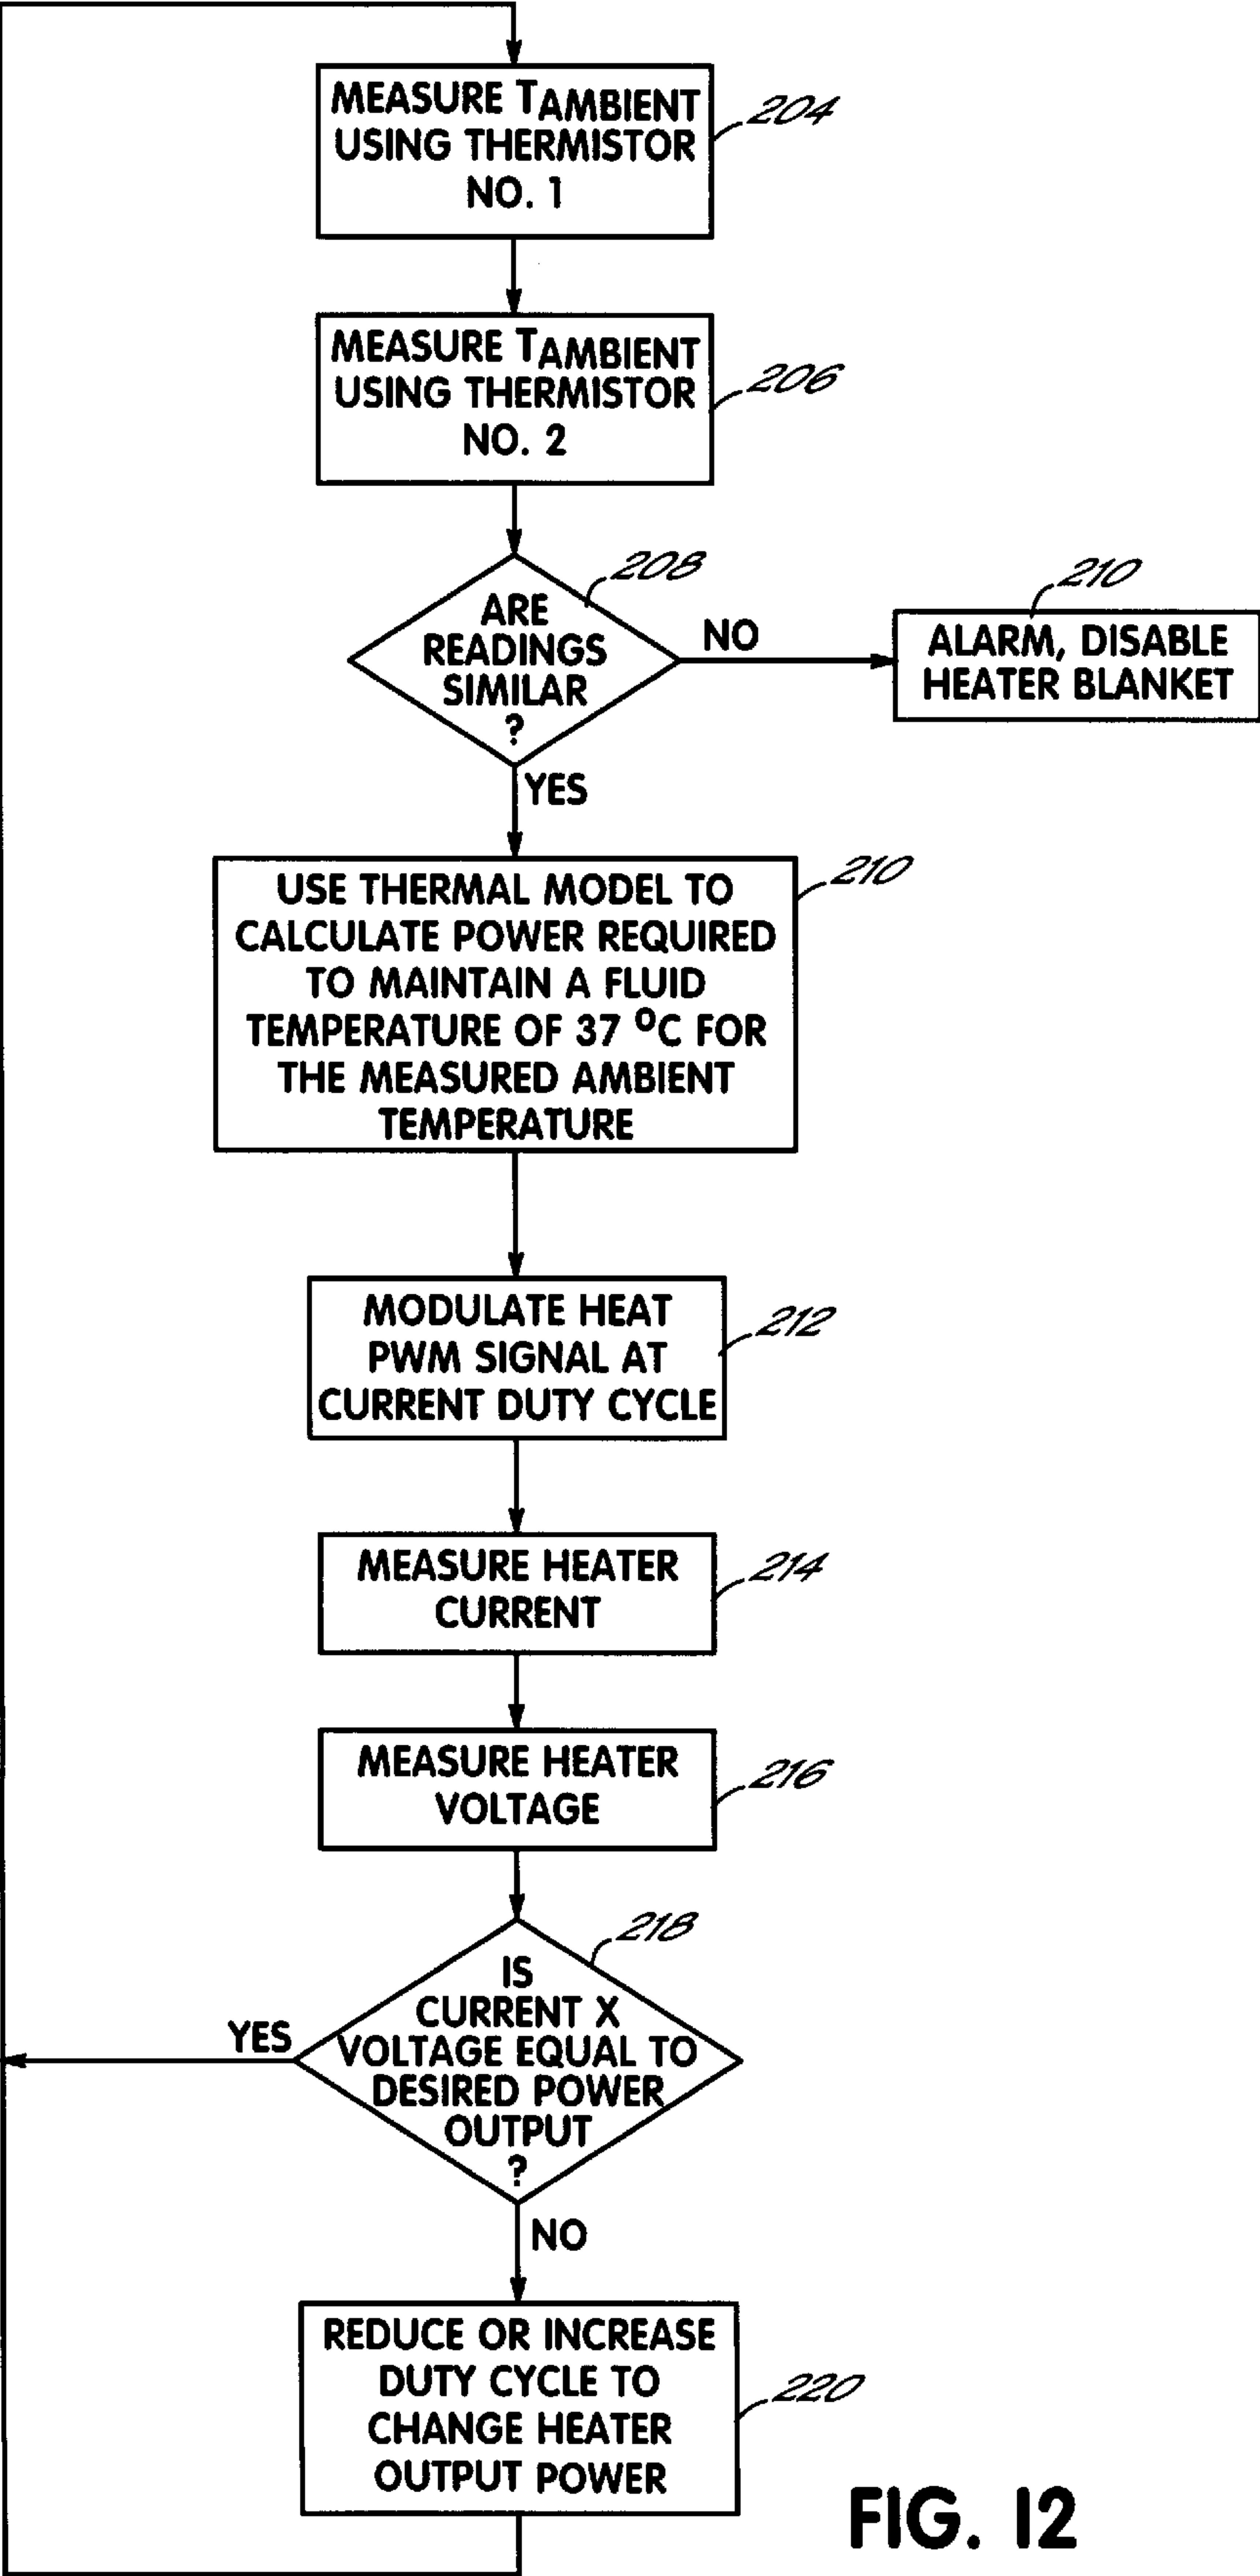 MEASURE TAMBIENT
USING THERMISTOR
NO. 1
204
MEASURE TAMBIENT
USING THERMISTOR
NO. 2
206
208
ARE
READINGS
SIMILAR
?
NO
210
ALARM, DISABLE
HEATER BLANKET
YES
210
USE THERMAL MODEL TO
CALCULATE POWER REQUIRED
TO MAINTAIN A FLUID
TEMPERATURE OF 37 °C FOR
THE MEASURED AMBIENT
TEMPERATURE
MODULATE HEAT
PWM SIGNAL AT
CURRENT DUTY CYCLE
212
MEASURE HEATER
CURRENT
214
MEASURE HEATER
VOLTAGE
216
218
IS
CURRENT X
VOLTAGE EQUAL TO
DESIRED POWER
OUTPUT
?
YES
NO
REDUCE OR INCREASE
DUTY CYCLE TO
CHANGE HEATER
OUTPUT POWER
220
FIG. 12